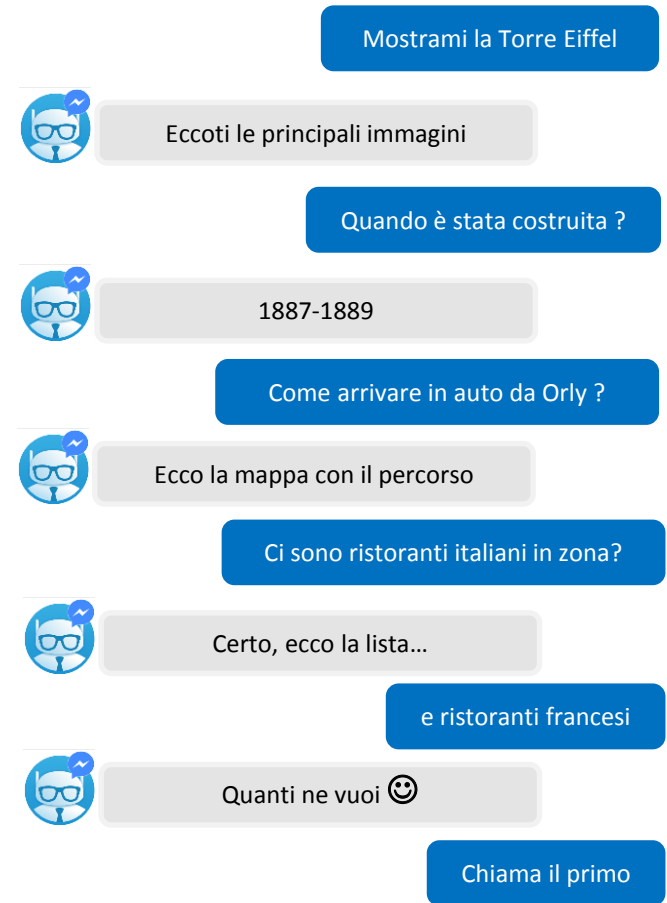 Mostrami la Torre Eiffel
Eccoti le principali immagini
Quando è stata costruita ?
1887-1889
Come arrivare in auto da Orly ?
Ecco la mappa con il percorso
Ci sono ristoranti italiani in zona?
Certo, ecco la lista…
e ristoranti francesi
Quanti ne vuoi ☺
Chiama il primo